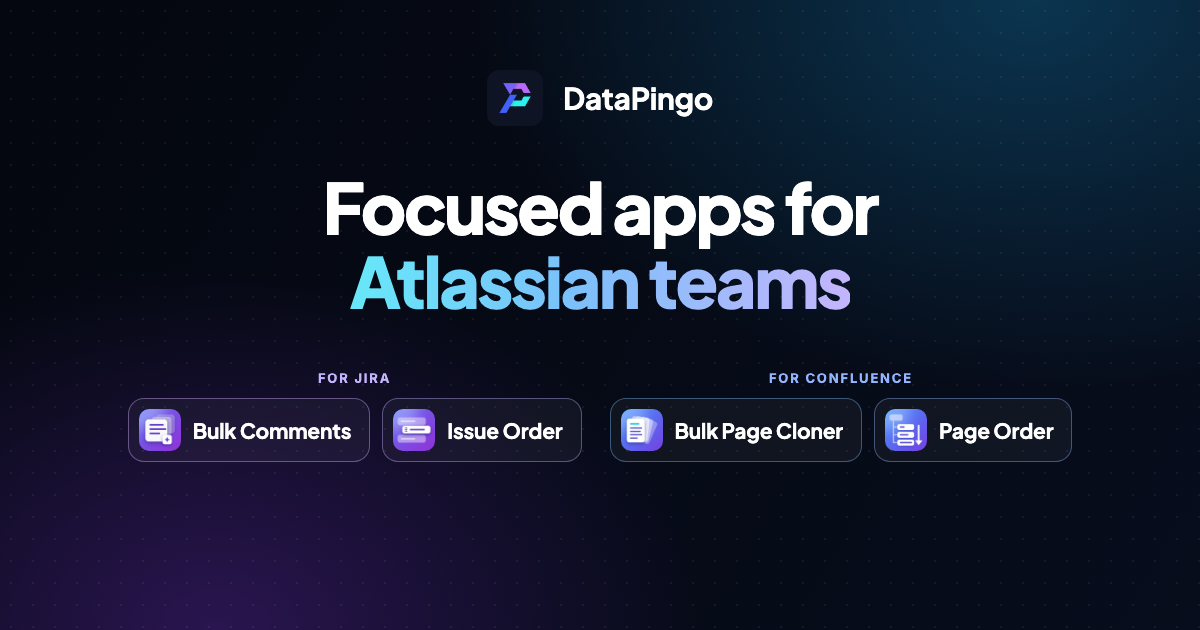 DataPingo
Focused apps for
Atlassian teams
FOR JIRA
Bulk Comments
Issue Order
FOR CONFLUENCE
Bulk Page Cloner
Page Order